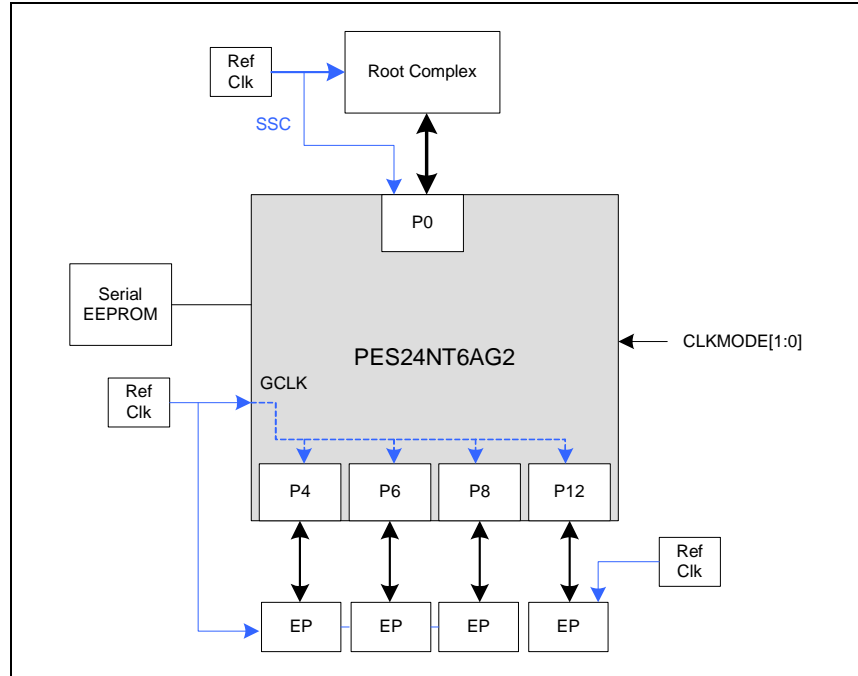 Ref
Clk
Root Complex
SSC
P0
Serial
EEPROM
PES24NT6AG2
CLKMODE[1:0]
GCLK
Ref
Clk
P4
P6
P8
P12
Ref
Clk
EP
EP
EP
EP